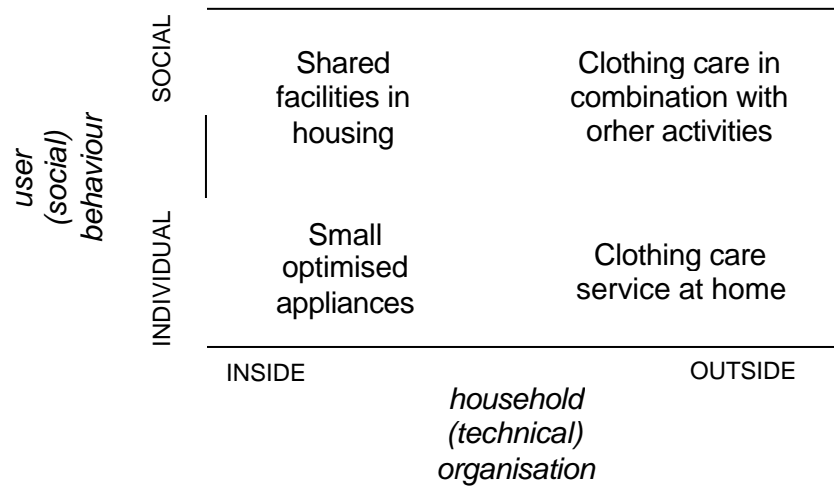 SOCIAL
Shared
facilities in
housing
Clothing care in
combination with
orher activities
user
(social)
behaviour
INDIVIDUAL
Small
optimised
appliances
Clothing care
service at home
INSIDE
OUTSIDE
household
(technical)
organisation